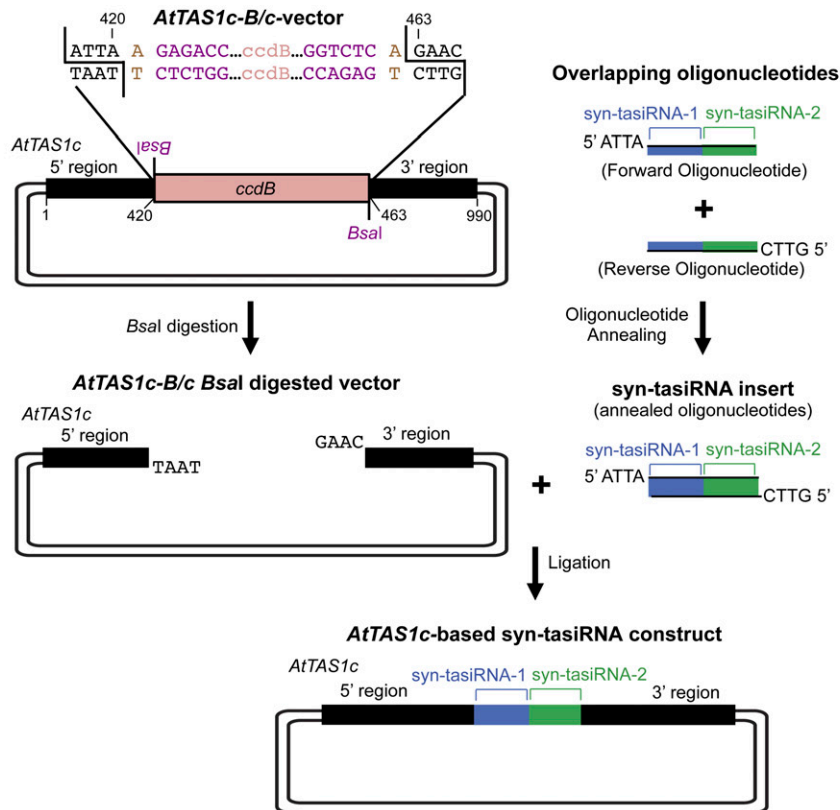 AtTAS1c-B/c-vector
420
463
ATTA A GAGACC...ccdB...GGTCTC A GAAC
TAAT T CTCTGG...ccdB...CCAGAG T CTTG
AtTAS1c
BsaI
5’ region
ccdB
3’ region
1
420
463
990
BsaI
Overlapping oligonucleotides
syn-tasiRNA-1 syn-tasiRNA-2
5' ATTA
(Forward Oligonucleotide)
+
CTTG 5'
(Reverse Oligonucleotide)
BsaI digestion
Oligonucleotide
Annealing
AtTAS1c-B/c BsaI digested vector
AtTAS1c
5’ region
TAAT
GAAC
3’ region
+
syn-tasiRNA insert
(annealed oligonucleotides)
syn-tasiRNA-1 syn-tasiRNA-2
5' ATTA
CTTG 5'
Ligation
AtTAS1c-based syn-tasiRNA construct
AtTAS1c
5’ region
syn-tasiRNA-1 syn-tasiRNA-2
3’ region